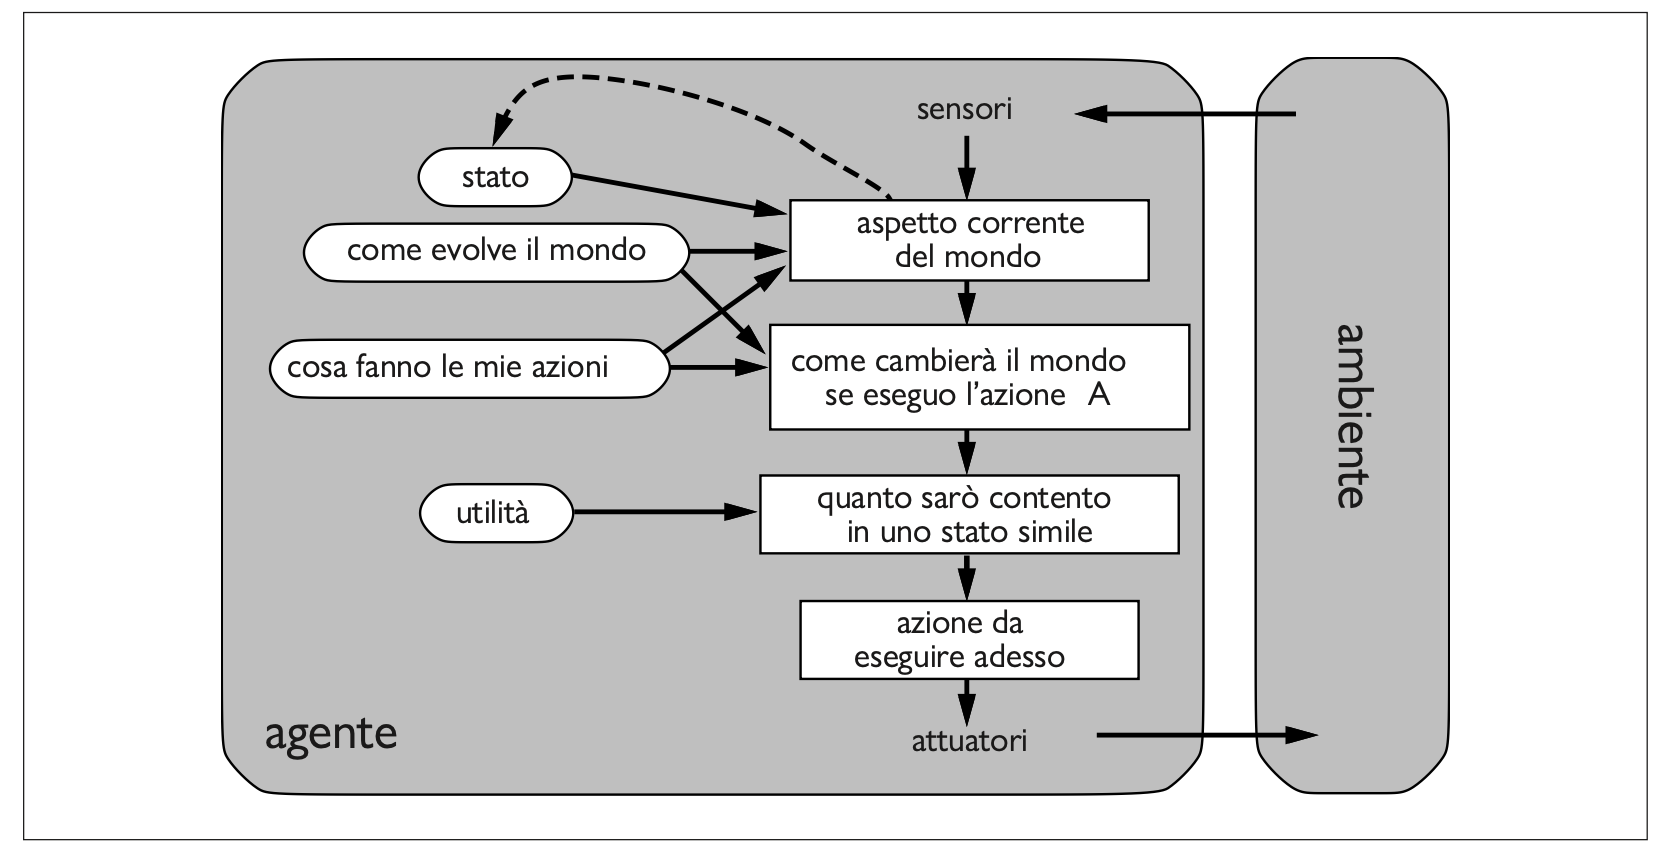 sensori
stato
aspetto corrente
del mondo
come evolve il mondo
cosa fanno le mie azioni
come cambierà il mondo
se eseguo l’azione A
utilità
quanto sarò contento
in uno stato simile
azione da
eseguire adesso
agente
attuatori
ambiente